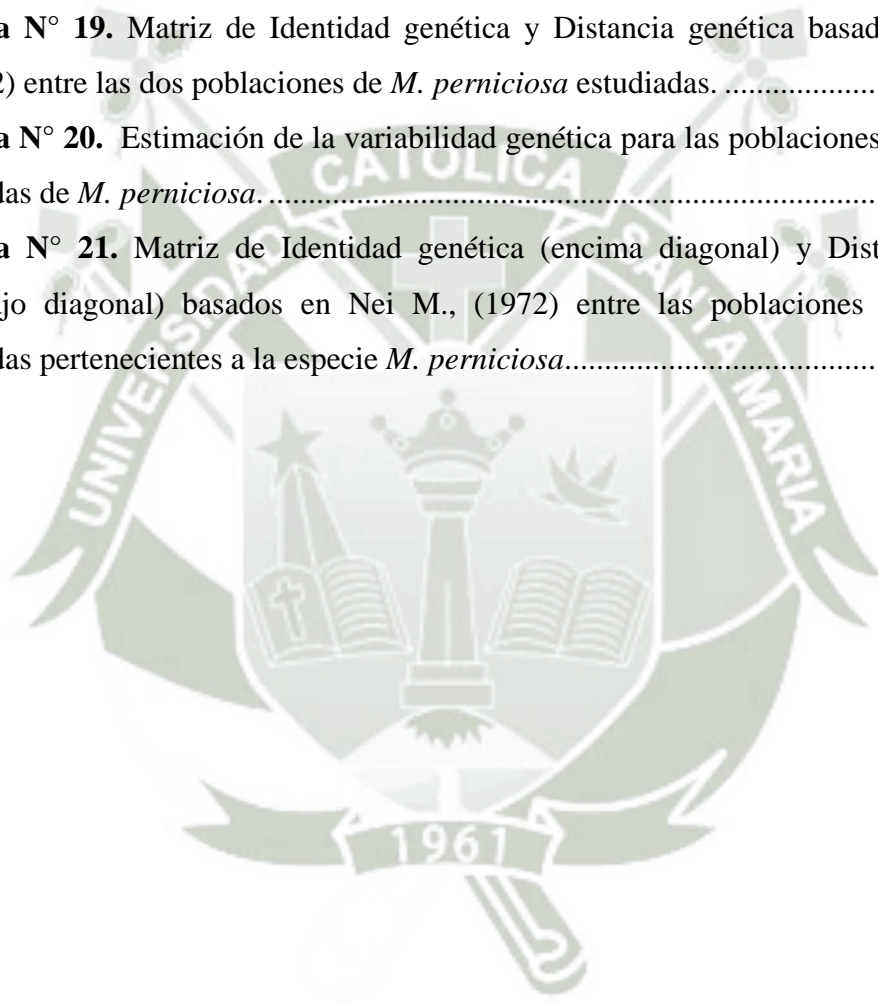 a N° 19. Matriz de Identidad genética y Distancia genética basad
2) entre las dos poblaciones de M. perniciosa estudiadas. ...................
a N° 20. Estimación de la variabilidad genética para las poblaciones
das de M. perniciosa. .............................................................................
a N° 21. Matriz de Identidad genética (encima diagonal) y Dist
jo diagonal) basados en Nei M., (1972) entre las poblaciones
das pertenecientes a la especie M. perniciosa.......................................
UNIVERSIDAD CATOLICA SANTA MARIA
1961